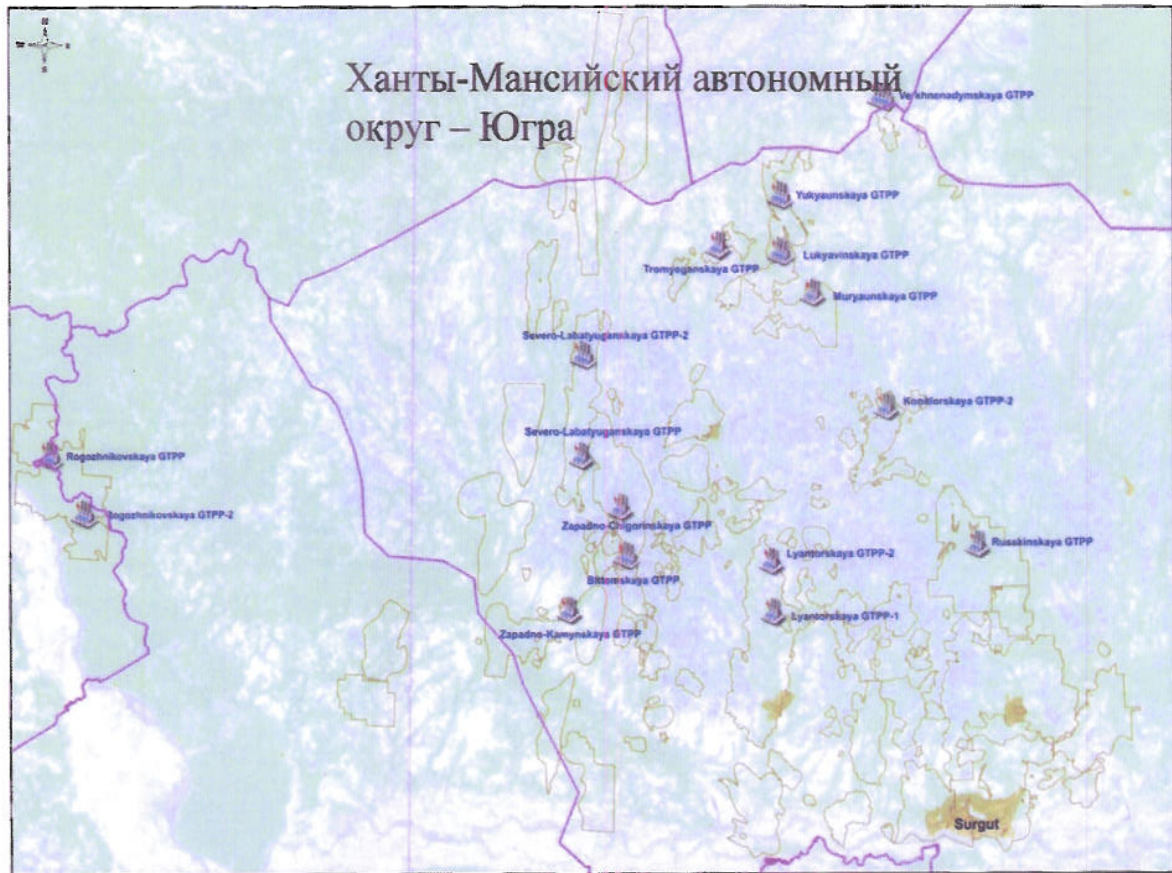 N
W
E
S
Ханты-Мансийский автономный
округ – Югра
Verkhnenadymskaya GTPP
Yukyaunskaya GTPP
Tromyeganskaya GTPP
Lukyavinskaya GTPP
Muryaunskaya GTPP
Severo-Labatyuganskaya GTPP-2
Konitlorskaya GTPP-2
Severo-Labatyuganskaya GTPP
Rogozhnikovskaya GTPP
Rogozhnikovskaya GTPP-2
Zapadno-Chigorinskaya GTPP
Russkinskaya GTPP
Lyantorskaya GTPP-2
Bittemskaya GTPP
Lyantorskaya GTPP-1
Zapadno-Kamynskaya GTPP
Surgut